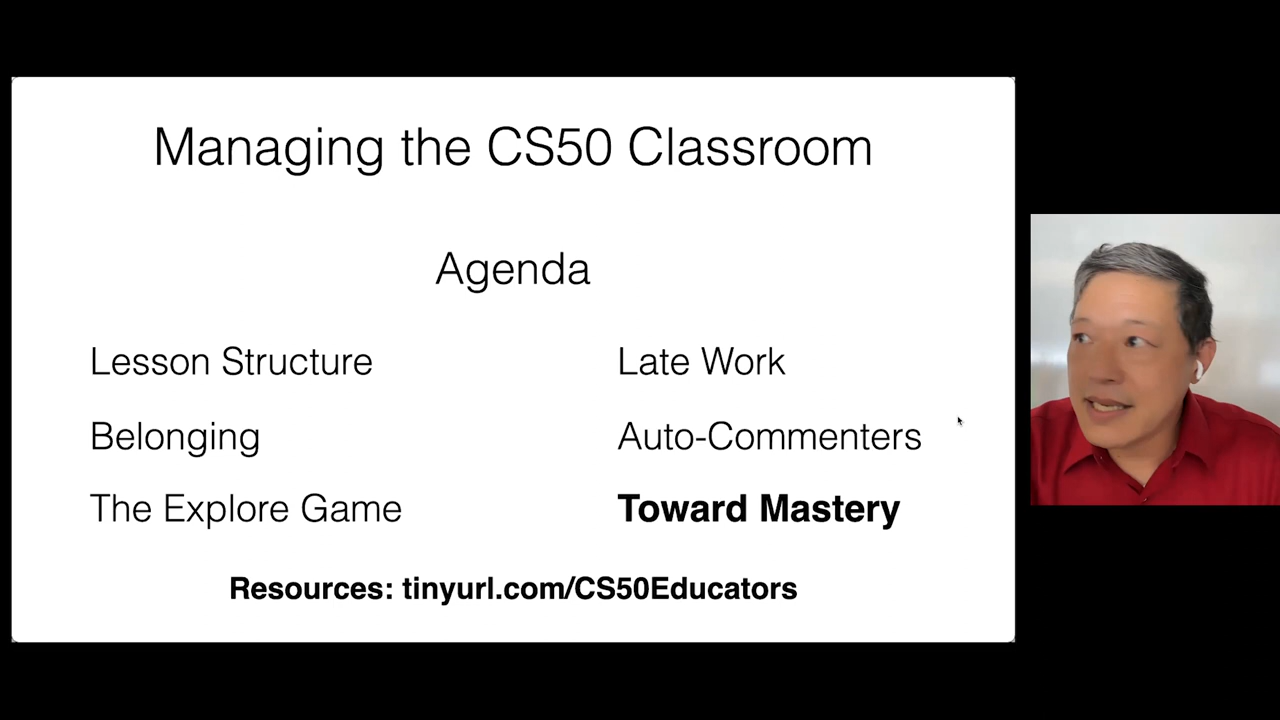 Managing the CS50 Classroom
Agenda
Lesson Structure
Belonging
The Explore Game
Late Work
Auto-Commenters
Toward Mastery
Resources: tinyurl.com/CS50Educators